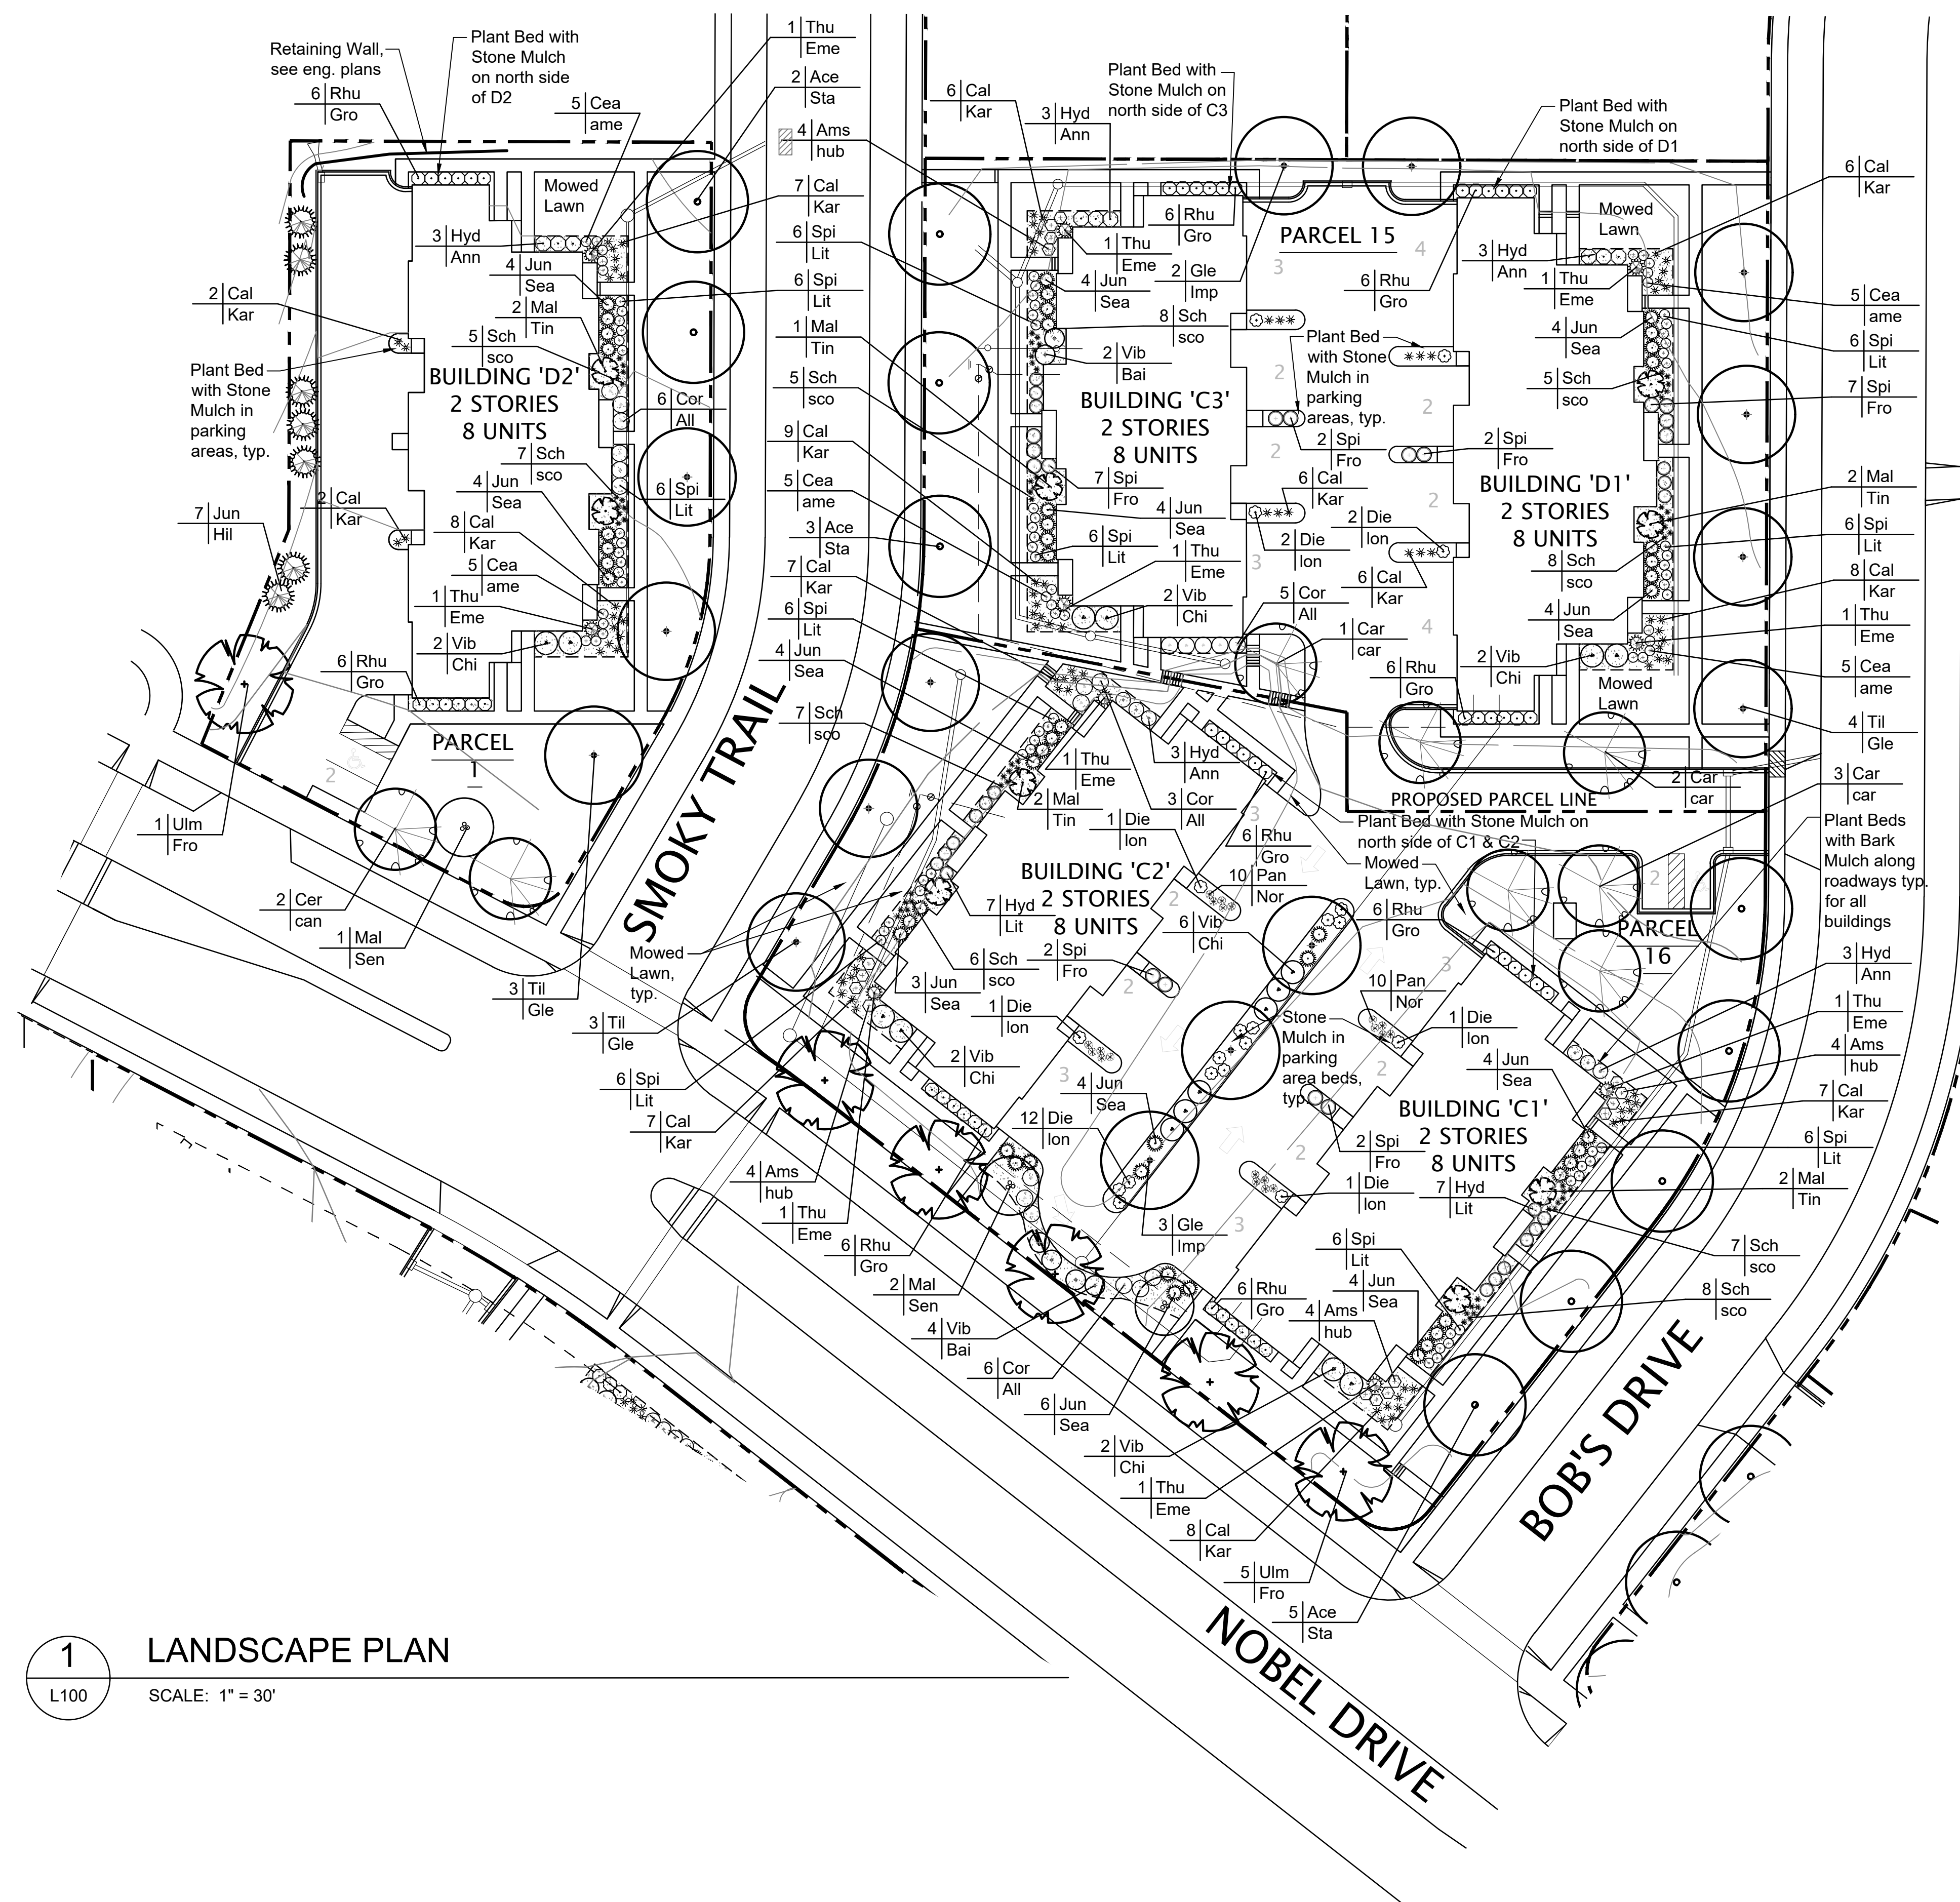 Retaining Wall,
see eng. plans
Plant Bed with
Stone Mulch
on north side
of D2
6 Rhu
Gro
5 Cea
ame
1 Thu
Eme
2 Ace
Sta
4 Ams
hub
7 Cal
Kar
6 Spi
Lit
6 Spi
Lit
1 Mal
Tin
5 Sch
sco
9 Cal
Kar
5 Cea
ame
3 Ace
Sta
7 Cal
Kar
6 Spi
Lit
4 Jun
Sea
7 Sch
sco
Mowed
Lawn
3 Hyd
Ann
4 Jun
Sea
2 Mal
Tin
5 Sch
sco
2 Cal
Kar
Plant Bed
with Stone
Mulch in
parking
areas, typ.
BUILDING 'D2'
2 STORIES
8 UNITS
6 Cor
All
7 Sch
sco
4 Jun
Sea
6 Spi
Lit
2 Cal
Kar
7 Jun
Hil
8 Cal
Kar
5 Cea
ame
1 Thu
Eme
2 Vib
Chi
6 Rhu
Gro
PARCEL
1
2
1 Ulm
Fro
2 Cer
can
1 Mal
Sen
3 Til
Gle
SMOKY TRAIL
6 Cal
Kar
3 Hyd
Ann
Plant Bed with
Stone Mulch on
north side of C3
Plant Bed with
Stone Mulch on
north side of D1
6 Rhu
Gro
1 Thu
Eme
2 Gle
Imp
PARCEL 15
3
4
4 Jun
Sea
8 Sch
sco
2 Vib
Bai
BUILDING 'C3'
2 STORIES
8 UNITS
Plant Bed
with Stone
Mulch in
parking
areas, typ.
2
2
2
2
3
4
2 Spi
Fro
2 Spi
Fro
7 Spi
Fro
6 Cal
Kar
4 Jun
Sea
2 Die
lon
2 Die
lon
6 Spi
Lit
1 Thu
Eme
6 Cal
Kar
2 Vib
Chi
5 Cor
All
1 Car
car
6 Rhu
Gro
3 Hyd
Ann
Mowed
Lawn
1 Thu
Eme
4 Jun
Sea
5 Sch
sco
BUILDING 'D1'
2 STORIES
8 UNITS
8 Sch
sco
4 Jun
Sea
2 Vib
Chi
6 Rhu
Gro
Mowed
Lawn
6 Cal
Kar
5 Cea
ame
6 Spi
Lit
7 Spi
Fro
2 Mal
Tin
6 Spi
Lit
8 Cal
Kar
1 Thu
Eme
5 Cea
ame
4 Til
Gle
3 Car
car
2 Car
car
PROPOSED PARCEL LINE
Plant Bed with Stone Mulch on
north side of C1 & C2
Mowed
Lawn, typ.
Plant Beds
with Bark
Mulch along
roadways typ.
for all
buildings
1 Thu
Eme
3 Hyd
Ann
2 Mal
Tin
3 Cor
All
1 Die
lon
3
6 Rhu
Gro
BUILDING 'C2'
2 STORIES
8 UNITS
10 Pan
Nor
2
7 Hyd
Lit
6 Vib
Chi
6 Rhu
Gro
2
PARCEL
16
Mowed
Lawn,
typ.
6 Sch
sco
2 Spi
Fro
3 Jun
Sea
2
3
1 Die
lon
10 Pan
Nor
3 Til
Gle
Stone
Mulch in
parking
area beds,
typ.
1 Die
lon
2
2 Vib
Chi
3
6 Spi
Lit
4 Jun
Sea
4 Jun
Sea
12 Die
lon
7 Cal
Kar
BUILDING 'C1'
2 STORIES
8 UNITS
2 Spi
Fro
2
4 Ams
hub
1 Die
lon
7 Hyd
Lit
1 Thu
Eme
3 Gle
Imp
3
6 Rhu
Gro
6 Spi
Lit
2 Mal
Sen
4 Jun
Sea
6 Rhu
Gro
4 Ams
hub
4 Vib
Bai
6 Cor
All
6 Jun
Sea
2 Vib
Chi
1 Thu
Eme
8 Cal
Kar
5 Ulm
Fro
5 Ace
Sta
3 Hyd
Ann
1 Thu
Eme
4 Ams
hub
7 Cal
Kar
6 Spi
Lit
2 Mal
Tin
7 Sch
sco
8 Sch
sco
BOB'S DRIVE
NOBEL DRIVE
1
L100
LANDSCAPE PLAN
SCALE: 1" = 30'